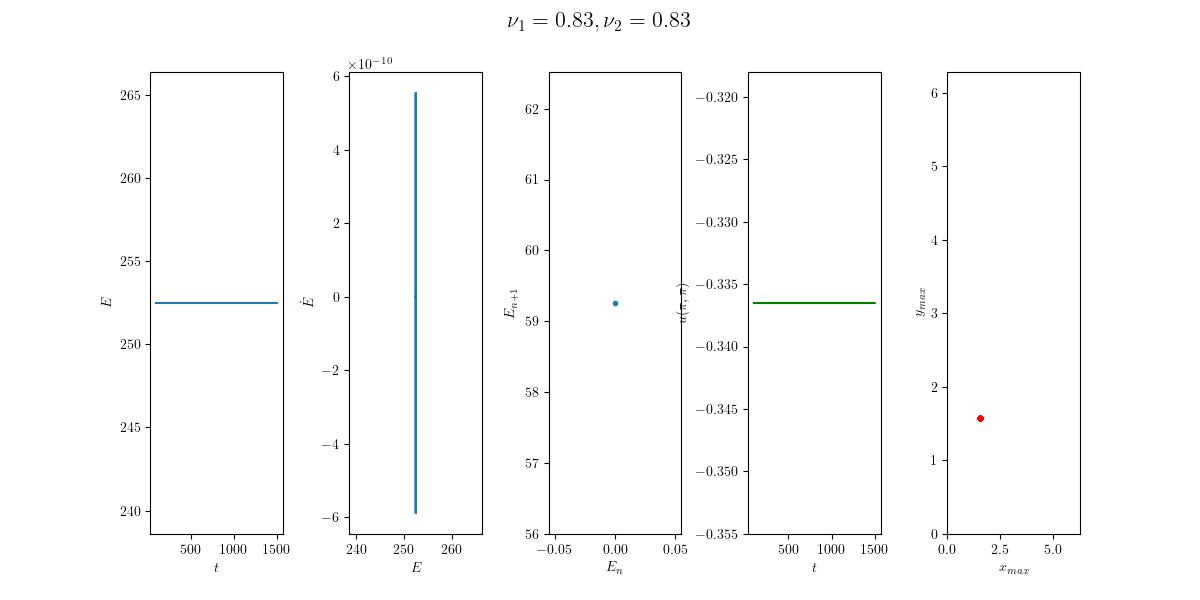 ν₁ = 0.83, ν₂ = 0.83
265
260
255
250
245
240
E
500 1000 1500
t
×10⁻¹⁰
6
4
2
0
−2
−4
−6
Ė
240 250 260
E
62
61
60
59
58
57
56
Eₙ₊₁
−0.05 0.00 0.05
Eₙ
−0.320
−0.325
−0.330
−0.335
−0.340
−0.345
−0.350
−0.355
u(π, π)
500 1000 1500
t
6
5
4
3
2
1
0
y_max
0.0 2.5 5.0
x_max